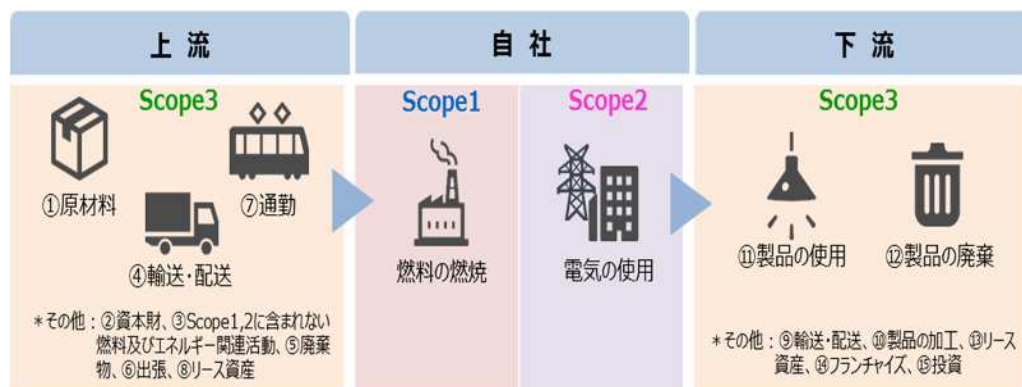 上流
自社
下流
Scope3
①原材料
⑦通勤
④輸送・配送
＊その他：②資本財、③Scope1,2に含まれない
燃料及びエネルギー関連活動、⑤廃棄
物、⑥出張、⑧リース資産
Scope1
燃料の燃焼
Scope2
電気の使用
Scope3
⑪製品の使用
⑫製品の廃棄
＊その他：⑨輸送・配送、⑩製品の加工、⑬リース
資産、⑭フランチャイズ、⑮投資